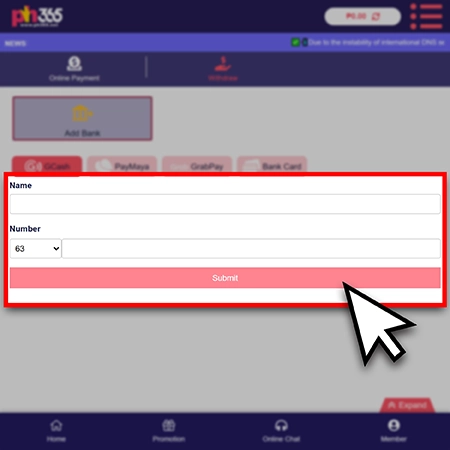 ph365
₱0.00
NEWS
Due to the instability of international DNS w
Online Payment
Withdraw
Add Bank
GCash
PayMaya
GrabPay
Bank Card
Name
Number
63
Submit
Expand
Home
Promotion
Online Chat
Member